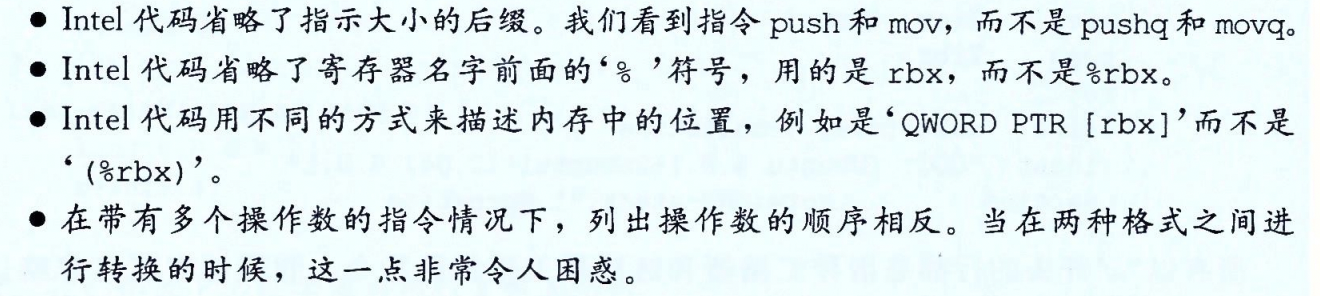 ● Intel 代码省略了指示大小的后缀。我们看到指令 push 和 mov，而不是 pushq 和 movq。
● Intel 代码省略了寄存器名字前面的‘%’符号，用的是 rbx，而不是%rbx。
● Intel 代码用不同的方式来描述内存中的位置，例如是‘QWORD PTR [rbx]’而不是
‘(%rbx)’。
● 在带有多个操作数的指令情况下，列出操作数的顺序相反。当在两种格式之间进
行转换的时候，这一点非常令人困惑。